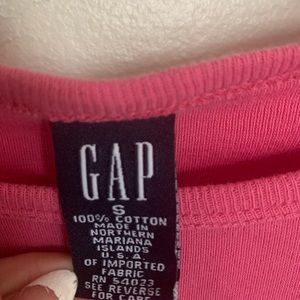 GAP
S
100% COTTON
MADE IN
NORTHERN
MARIANA
ISLANDS
U.S.A.
OF IMPORTED
FABRIC
RN 54023
SEE REVERSE
FOR CARE